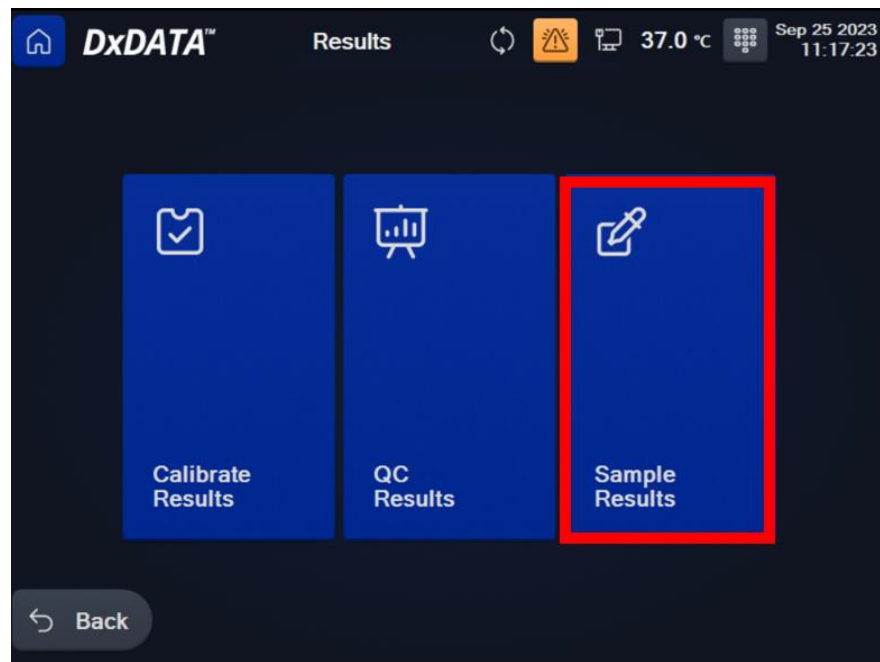 DxDATA™
Results
37.0 °C
Sep 25 2023
11:17:23
Calibrate
Results
QC
Results
Sample
Results
Back